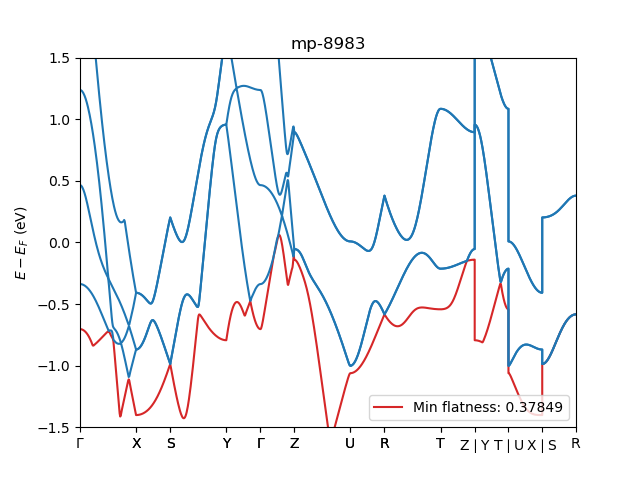 mp-8983
E − E_F (eV)
1.5
1.0
0.5
0.0
−0.5
−1.0
−1.5
Min flatness: 0.37849
Γ X S Y Γ Z U R T Z | Y T | U X | S R